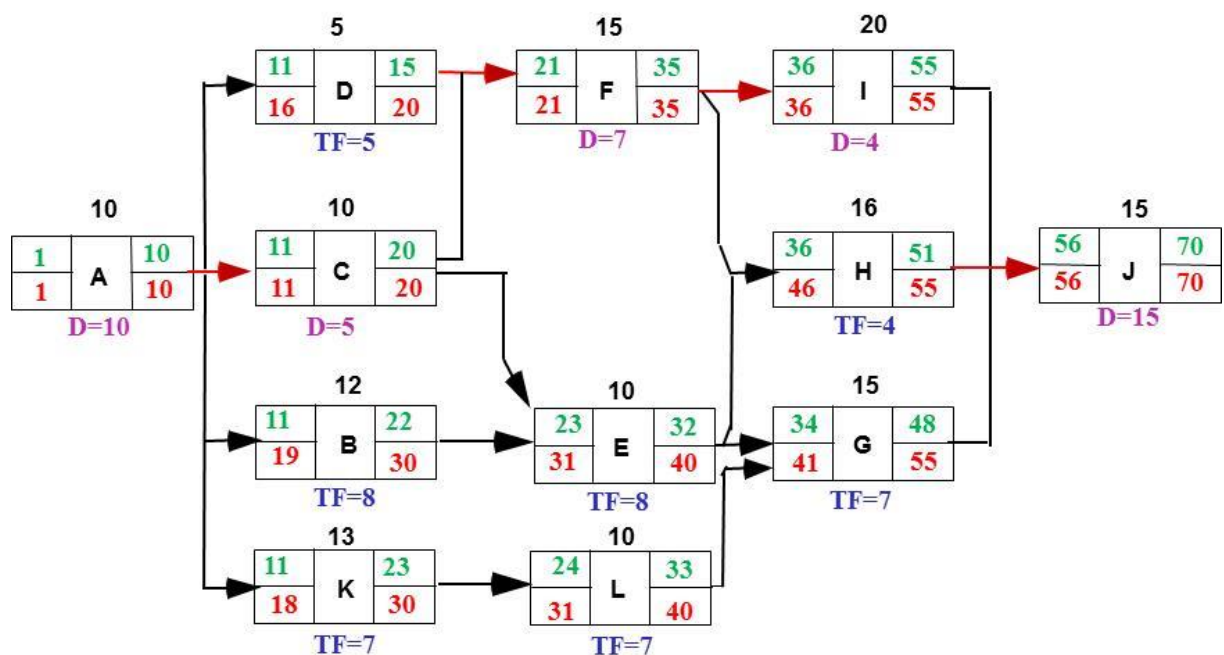 5
15
20
11 15
D
16 20
TF=5
21 35
F
21 35
D=7
36 55
I
36 55
D=4
10
10
16
15
1 10
A
1 10
D=10
11 20
C
11 20
D=5
36 51
H
46 55
TF=4
56 70
J
56 70
D=15
12
10
15
11 22
B
19 30
TF=8
23 32
E
31 40
TF=8
34 48
G
41 55
TF=7
13
10
11 23
K
18 30
TF=7
24 33
L
31 40
TF=7